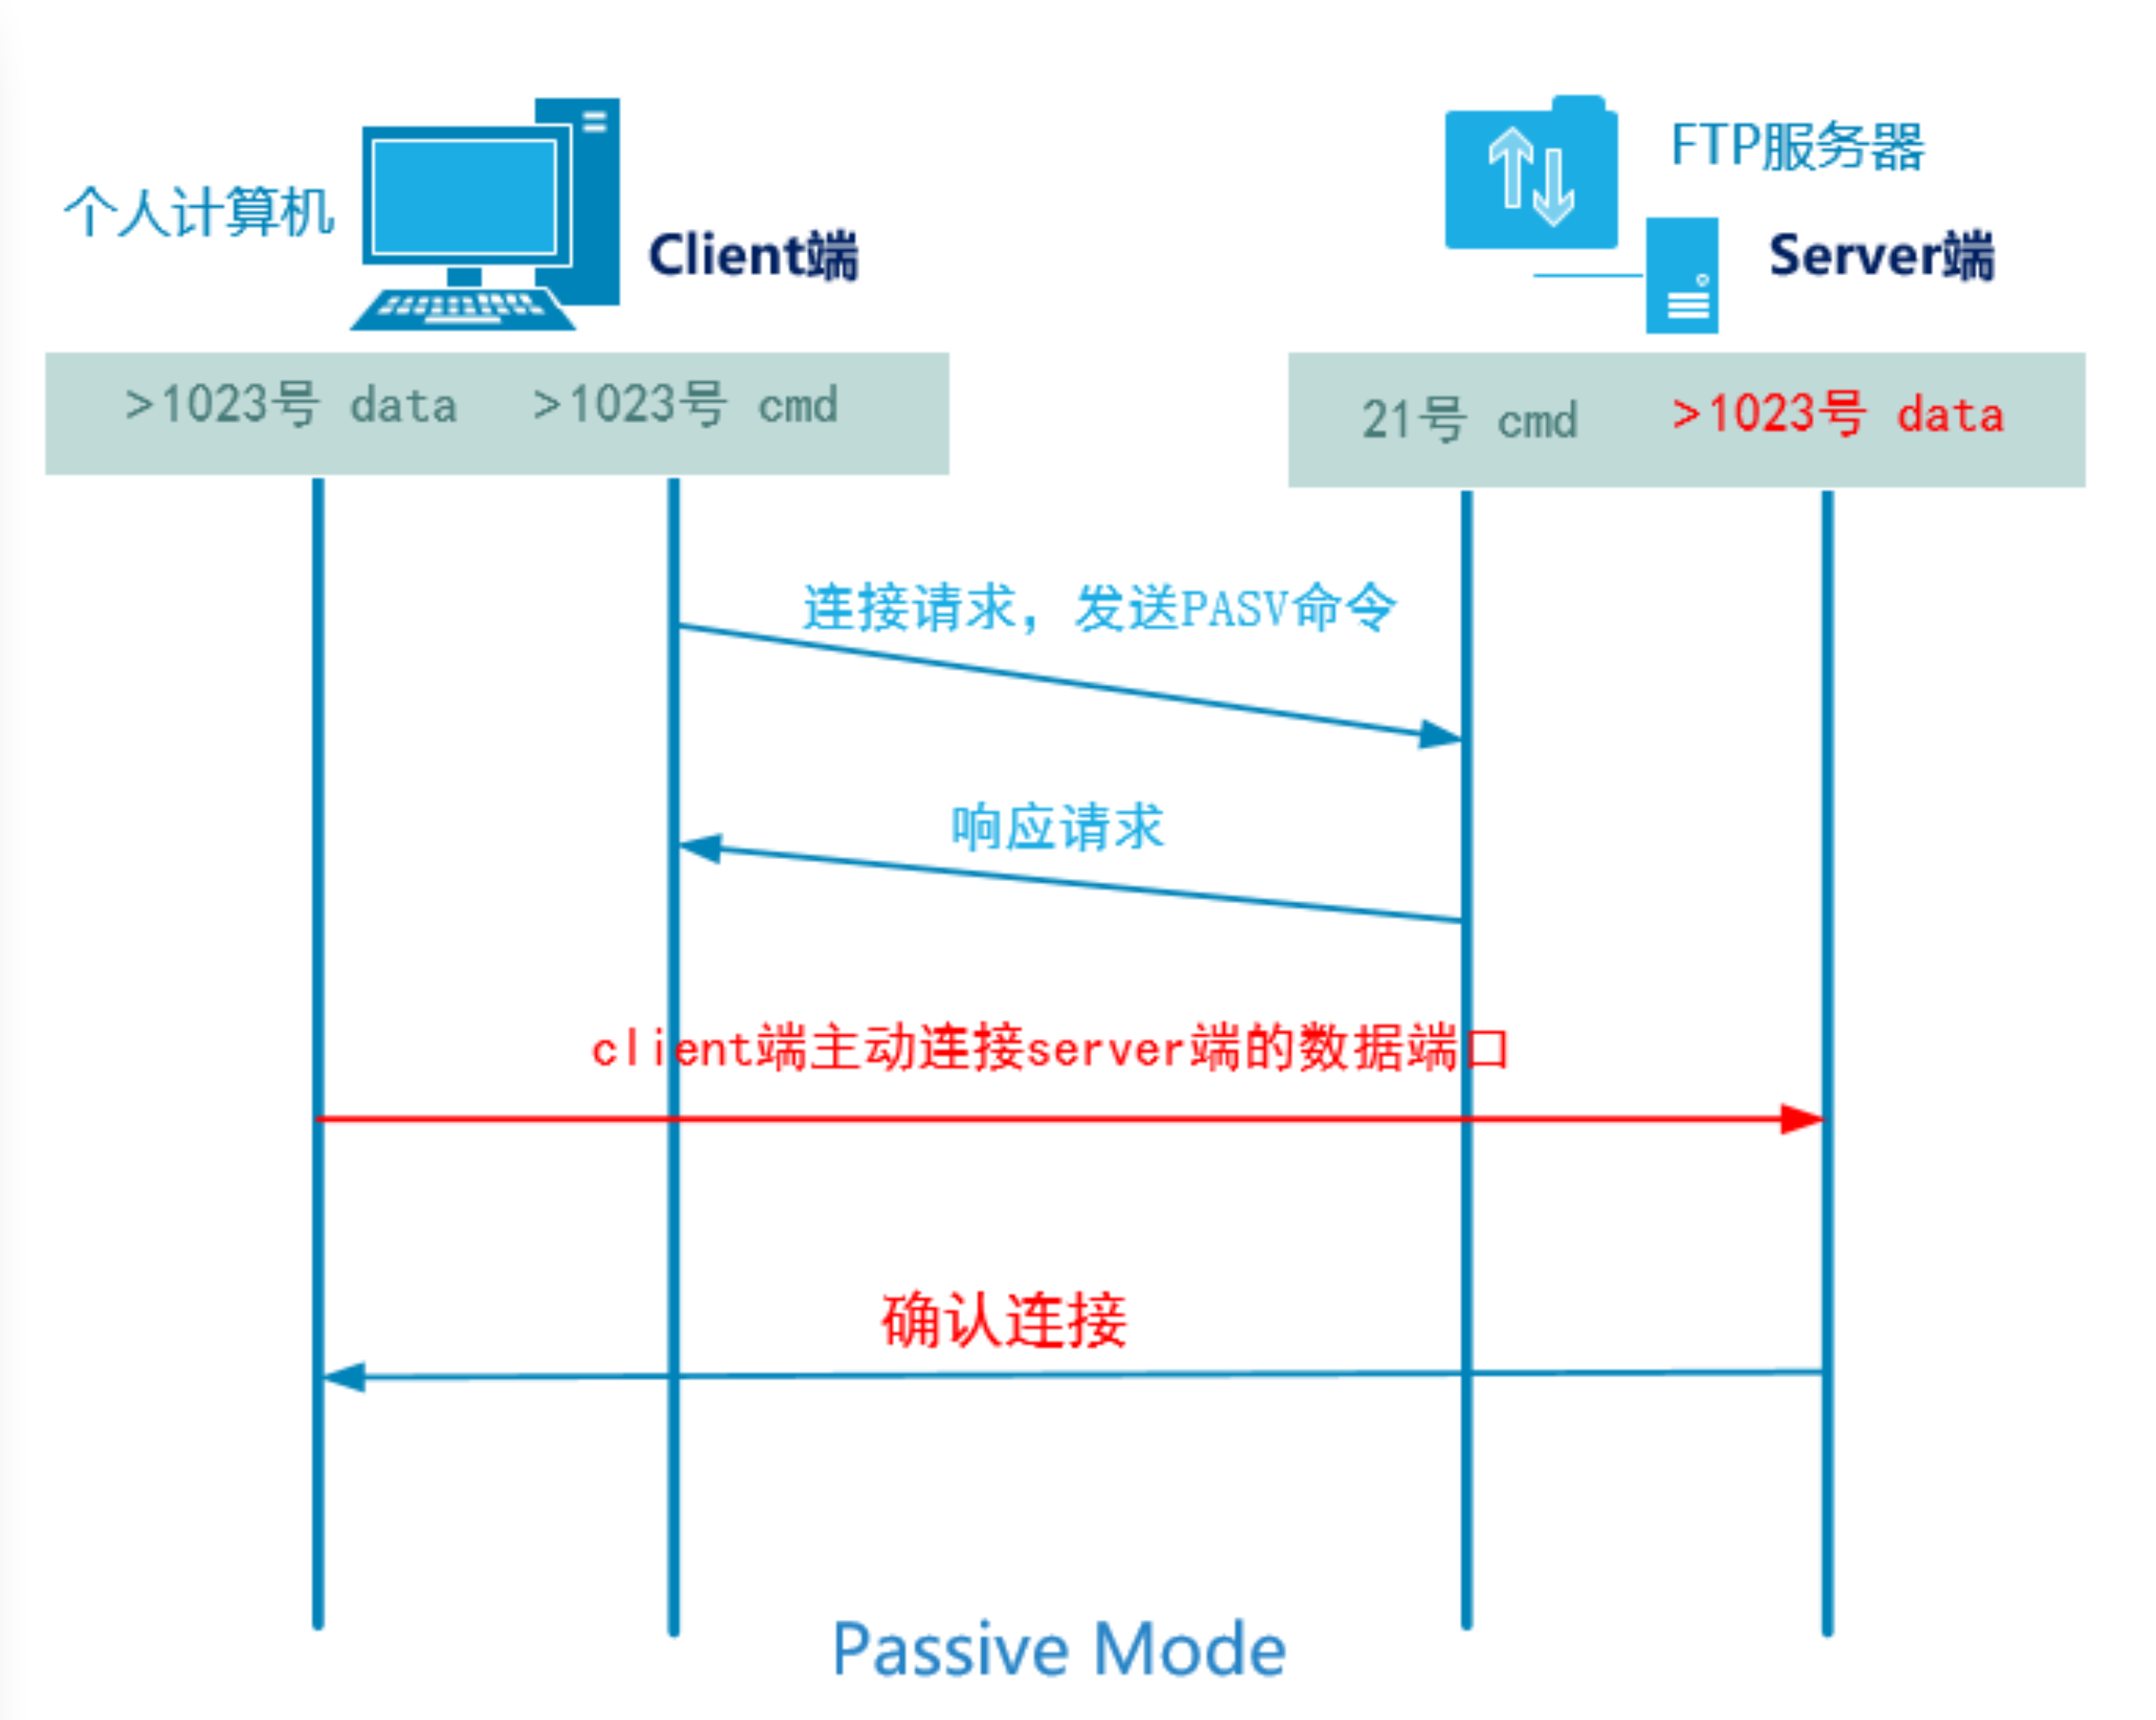 个人计算机
Client端
FTP服务器
Server端
>1023号 data
>1023号 cmd
21号 cmd
>1023号 data
连接请求，发送PASV命令
响应请求
client端主动连接server端的数据端口
确认连接
Passive Mode